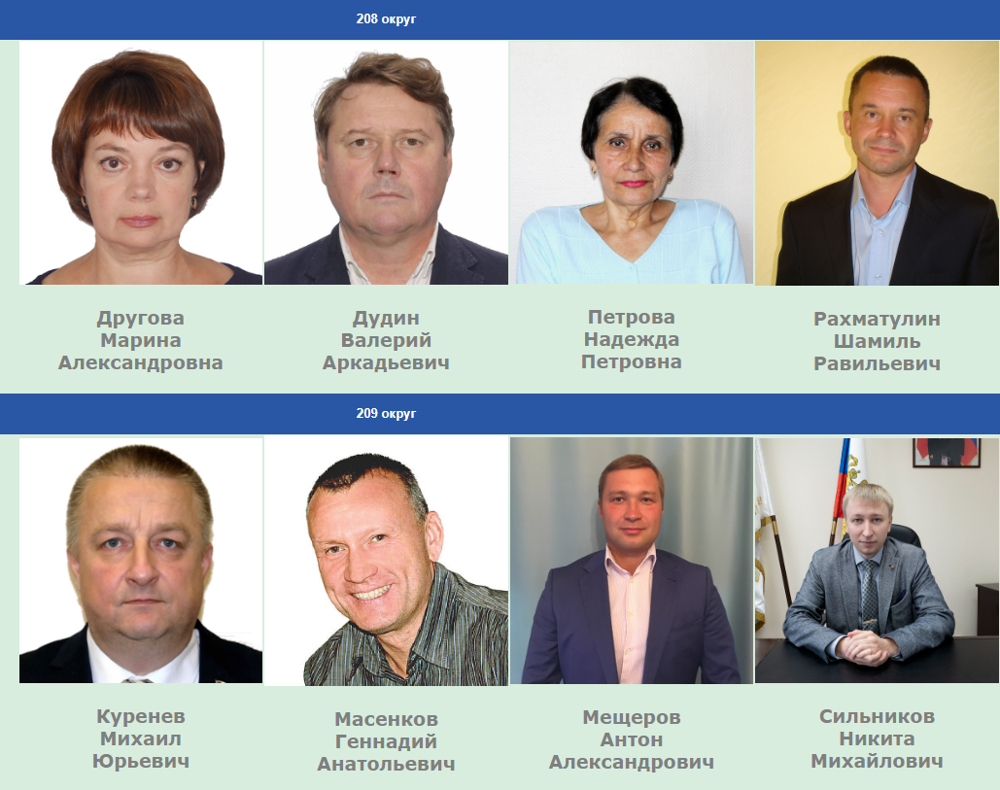 208 округ
Другова
Марина
Александровна
Дудин
Валерий
Аркадьевич
Петрова
Надежда
Петровна
Рахматулин
Шамиль
Равильевич
209 округ
Куренев
Михаил
Юрьевич
Масенков
Геннадий
Анатольевич
Мещеров
Антон
Александрович
Сильников
Никита
Михайлович